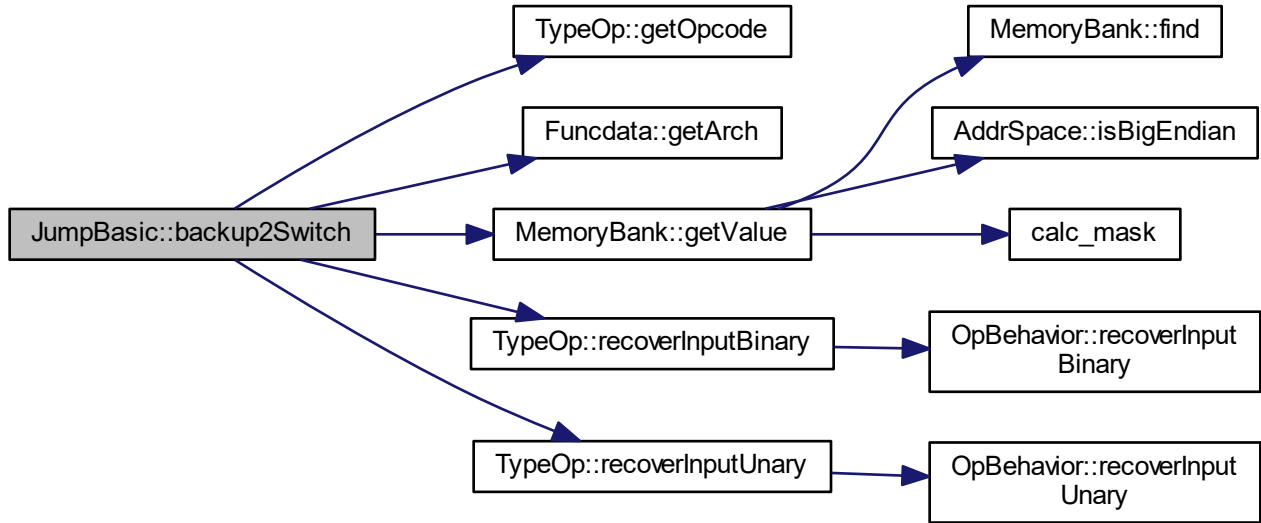 TypeOp::getOpcode
MemoryBank::find
Funcdata::getArch
AddrSpace::isBigEndian
JumpBasic::backup2Switch
MemoryBank::getValue
calc_mask
TypeOp::recoverInputBinary
OpBehavior::recoverInput
Binary
TypeOp::recoverInputUnary
OpBehavior::recoverInput
Unary